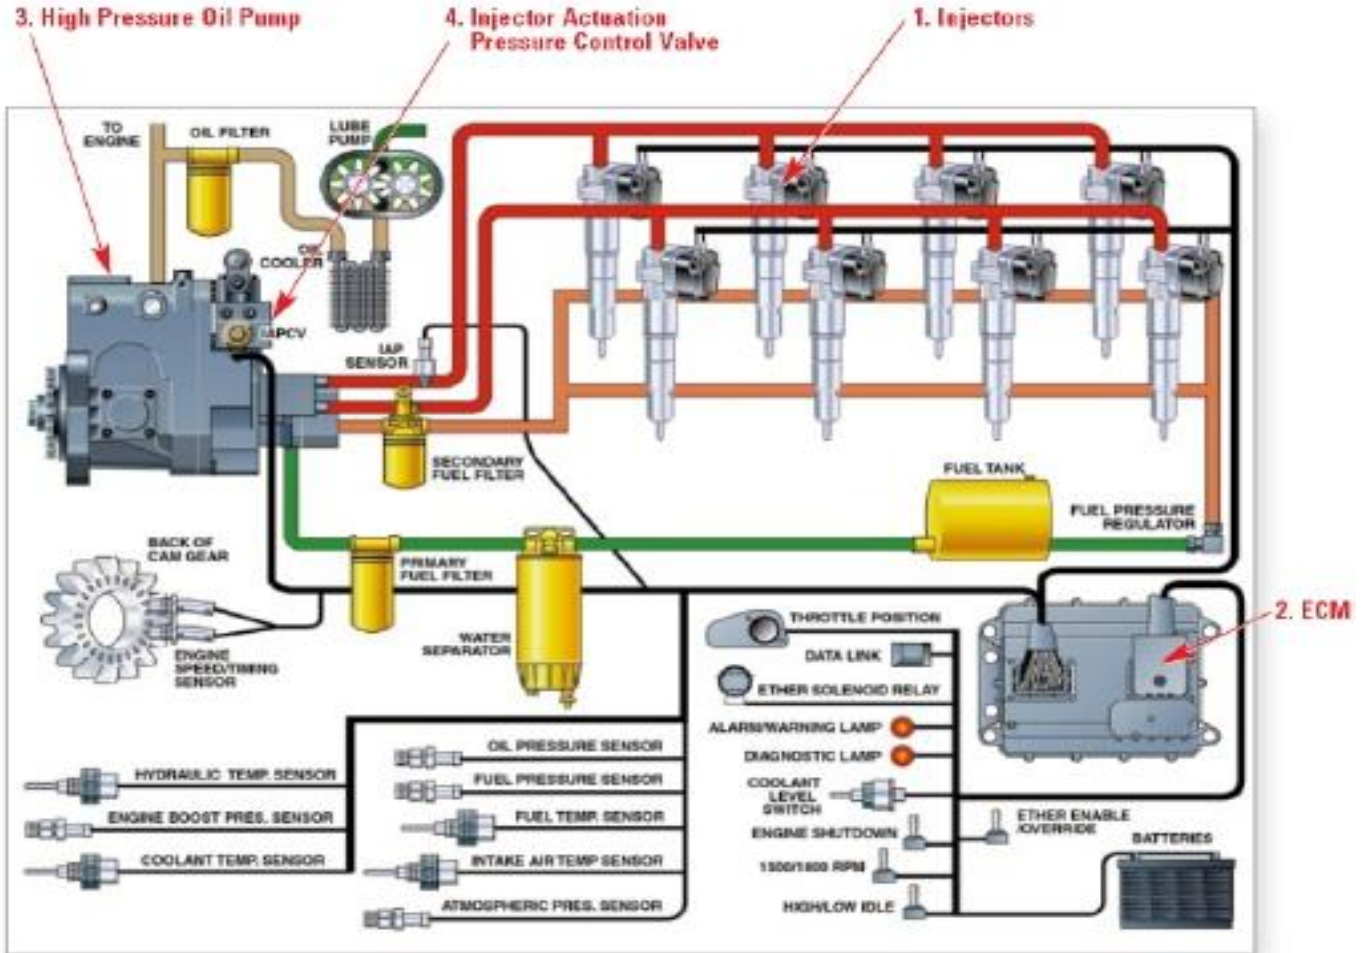 3. High Pressure Oil Pump
4. Injector Actuation
Pressure Control Valve
1. Injectors
TO
ENGINE
OIL FILTER
LUBE
PUMP
OIL
COOLER
IAPCV
IAP
SENSOR
SECONDARY
FUEL FILTER
FUEL TANK
FUEL PRESSURE
REGULATOR
BACK OF
CAM GEAR
PRIMARY
FUEL FILTER
ENGINE
SPEED/TIMING
SENSOR
WATER
SEPARATOR
THROTTLE POSITION
2. ECM
DATA LINK
ETHER SOLENOID RELAY
ALARM/WARNING LAMP
DIAGNOSTIC LAMP
COOLANT
LEVEL
SWITCH
ENGINE SHUTDOWN
ETHER ENABLE
/OVERRIDE
BATTERIES
1500/1800 RPM
HIGH/LOW IDLE
HYDRAULIC TEMP. SENSOR
ENGINE BOOST PRES. SENSOR
COOLANT TEMP. SENSOR
OIL PRESSURE SENSOR
FUEL PRESSURE SENSOR
FUEL TEMP. SENSOR
INTAKE AIR TEMP SENSOR
ATMOSPHERIC PRES. SENSOR